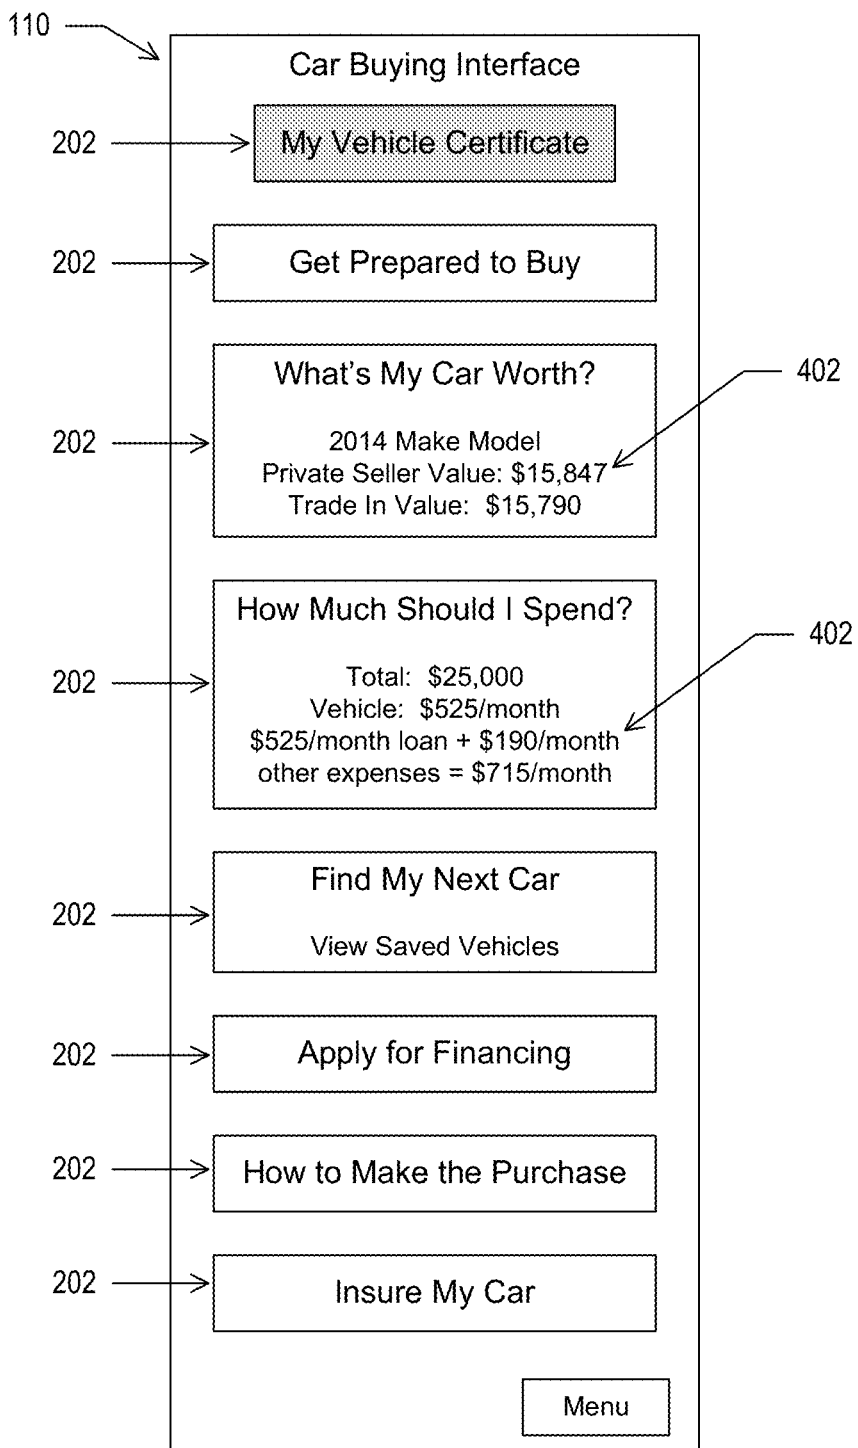 110
Car Buying Interface
202
My Vehicle Certificate
202
Get Prepared to Buy
What's My Car Worth?
402
202
2014 Make Model
Private Seller Value: $15,847
Trade In Value: $15,790
How Much Should I Spend?
402
202
Total: $25,000
Vehicle: $525/month
$525/month loan + $190/month
other expenses = $715/month
Find My Next Car
202
View Saved Vehicles
202
Apply for Financing
202
How to Make the Purchase
202
Insure My Car
Menu